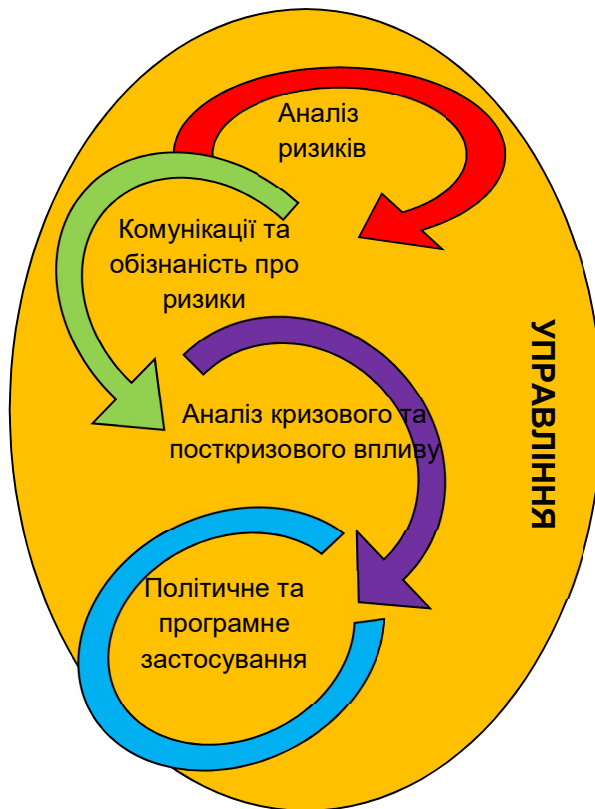 Аналіз
ризиків
Комунікації та
обізнаність про
ризики
УПРАВЛІННЯ
Аналіз кризового та
посткризового впливу
Політичне та
програмне
застосування